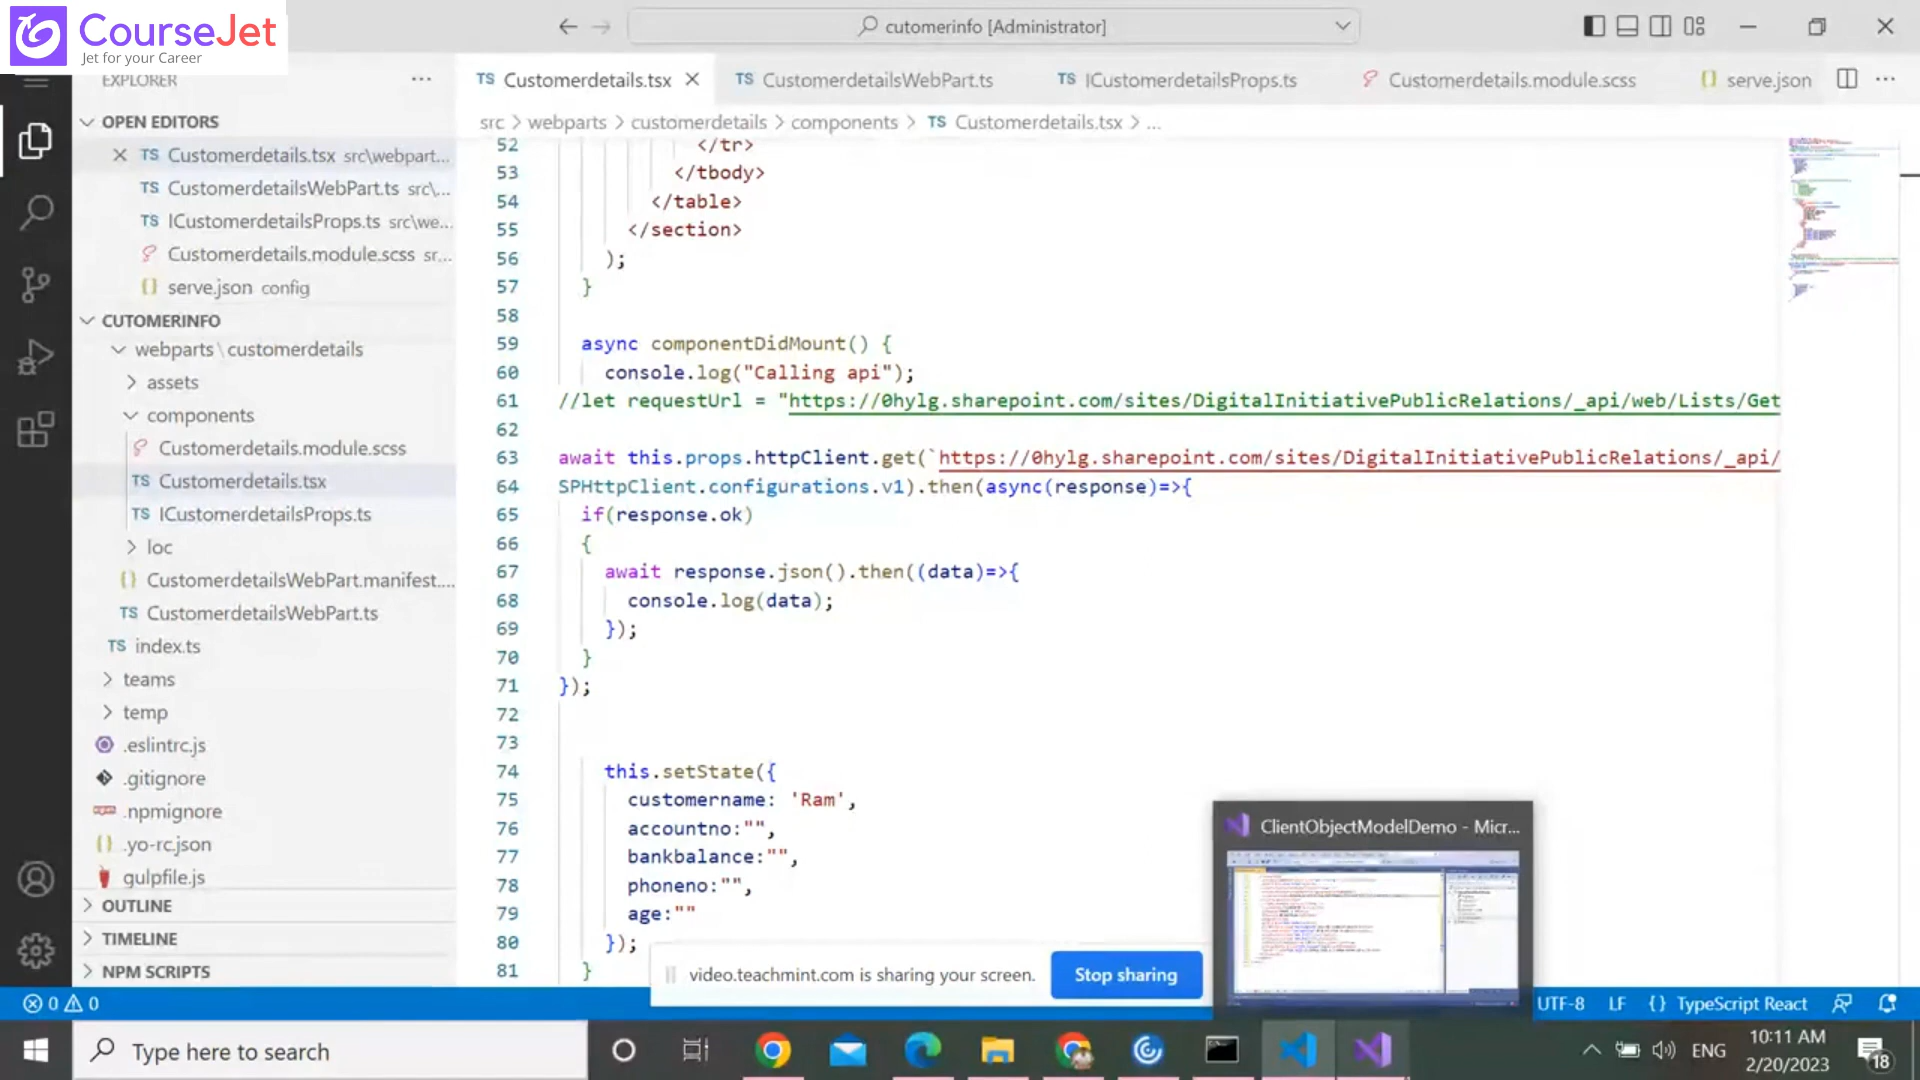 CourseJet
Jet for your Career
cutomerinfo [Administrator]
EXPLORER
OPEN EDITORS
TS Customerdetails.tsx src\webpart...
TS CustomerdetailsWebPart.ts src\...
TS ICustomerdetailsProps.ts src\we...
Customerdetails.module.scss sr...
{} serve.json config
CUTOMERINFO
webparts \ customerdetails
assets
components
Customerdetails.module.scss
TS Customerdetails.tsx
TS ICustomerdetailsProps.ts
loc
{} CustomerdetailsWebPart.manifest....
TS CustomerdetailsWebPart.ts
TS index.ts
teams
temp
.eslintrc.js
.gitignore
.npmignore
{} .yo-rc.json
gulpfile.js
OUTLINE
TIMELINE
NPM SCRIPTS
TS Customerdetails.tsx
TS CustomerdetailsWebPart.ts
TS ICustomerdetailsProps.ts
Customerdetails.module.scss
{} serve.json
src > webparts > customerdetails > components > TS Customerdetails.tsx > ...
52 </tr>
53 </tbody>
54 </table>
55 </section>
56 );
57 }
58
59 async componentDidMount() {
60 console.log("Calling api");
61 //let requestUrl = "https://0hylg.sharepoint.com/sites/DigitalInitiativePublicRelations/_api/web/Lists/Get
62
63 await this.props.httpClient.get(`https://0hylg.sharepoint.com/sites/DigitalInitiativePublicRelations/_api/
64 SPHttpClient.configurations.v1).then(async(response)=>{
65 if(response.ok)
66 {
67 await response.json().then((data)=>{
68 console.log(data);
69 });
70 }
71 });
72
73
74 this.setState({
75 customername: 'Ram',
76 accountno:"",
77 bankbalance:"",
78 phoneno:"",
79 age:""
80 });
81 }
ClientObjectModelDemo - Micr...
video.teachmint.com is sharing your screen.
Stop sharing
0 0
UTF-8 LF {} TypeScript React
Type here to search
ENG
10:11 AM
2/20/2023
18